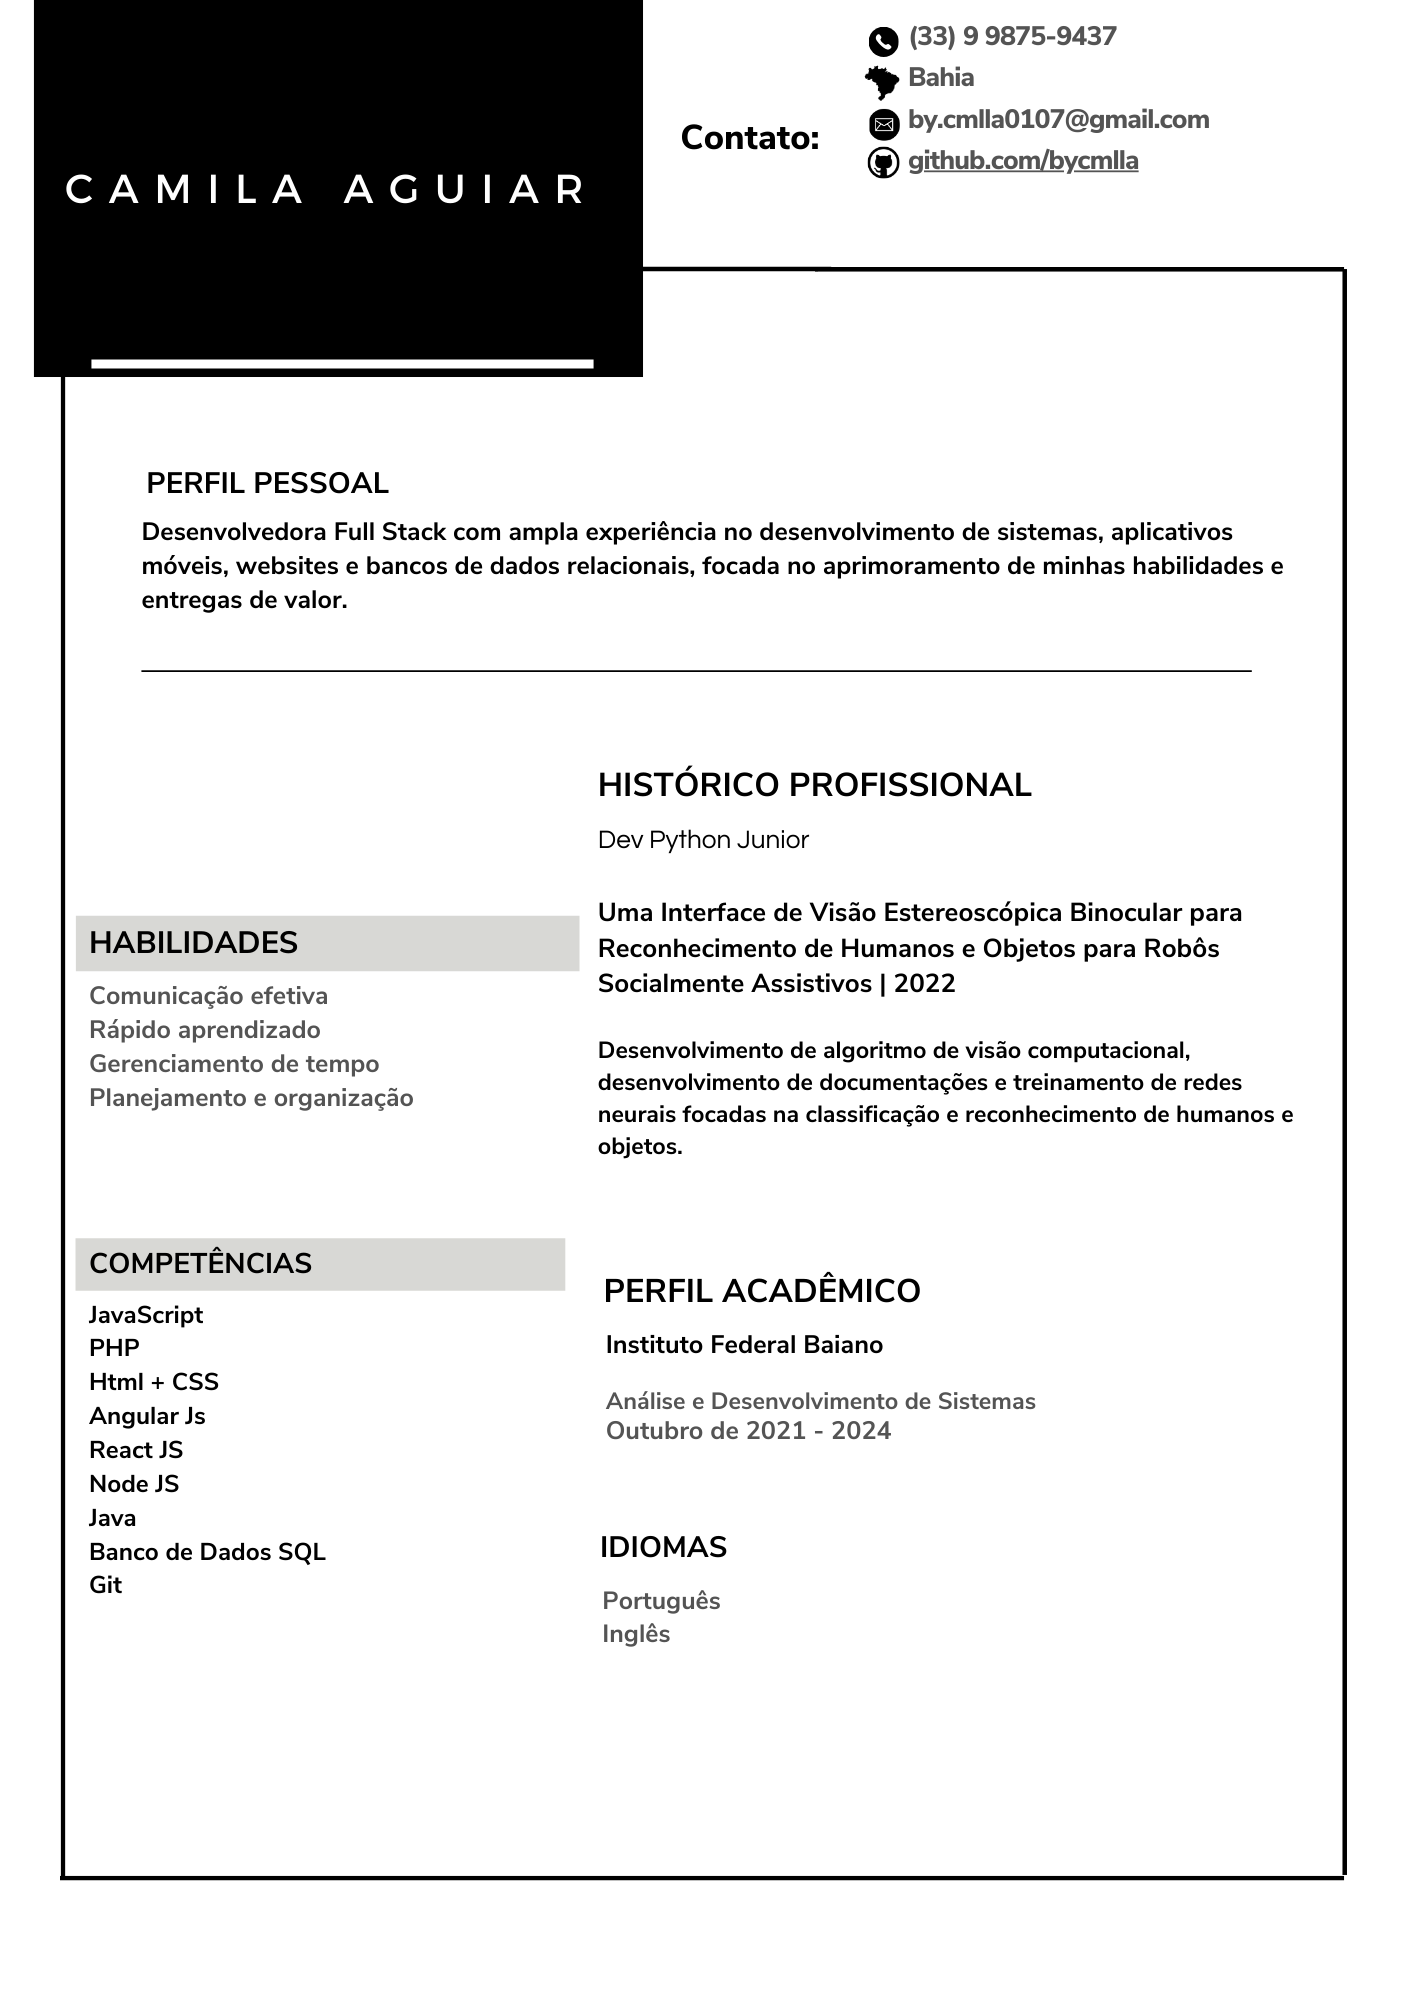 CAMILA AGUIAR
Contato:
(33) 9 9875-9437
Bahia
by.cmlla0107@gmail.com
github.com/bycmlla
PERFIL PESSOAL
Desenvolvedora Full Stack com ampla experiência no desenvolvimento de sistemas, aplicativos
móveis, websites e bancos de dados relacionais, focada no aprimoramento de minhas habilidades e
entregas de valor.
HABILIDADES
Comunicação efetiva
Rápido aprendizado
Gerenciamento de tempo
Planejamento e organização
COMPETÊNCIAS
JavaScript
PHP
Html + CSS
Angular Js
React JS
Node JS
Java
Banco de Dados SQL
Git
HISTÓRICO PROFISSIONAL
Dev Python Junior
Uma Interface de Visão Estereoscópica Binocular para
Reconhecimento de Humanos e Objetos para Robôs
Socialmente Assistivos | 2022
Desenvolvimento de algoritmo de visão computacional,
desenvolvimento de documentações e treinamento de redes
neurais focadas na classificação e reconhecimento de humanos e
objetos.
PERFIL ACADÊMICO
Instituto Federal Baiano
Análise e Desenvolvimento de Sistemas
Outubro de 2021 - 2024
IDIOMAS
Português
Inglês